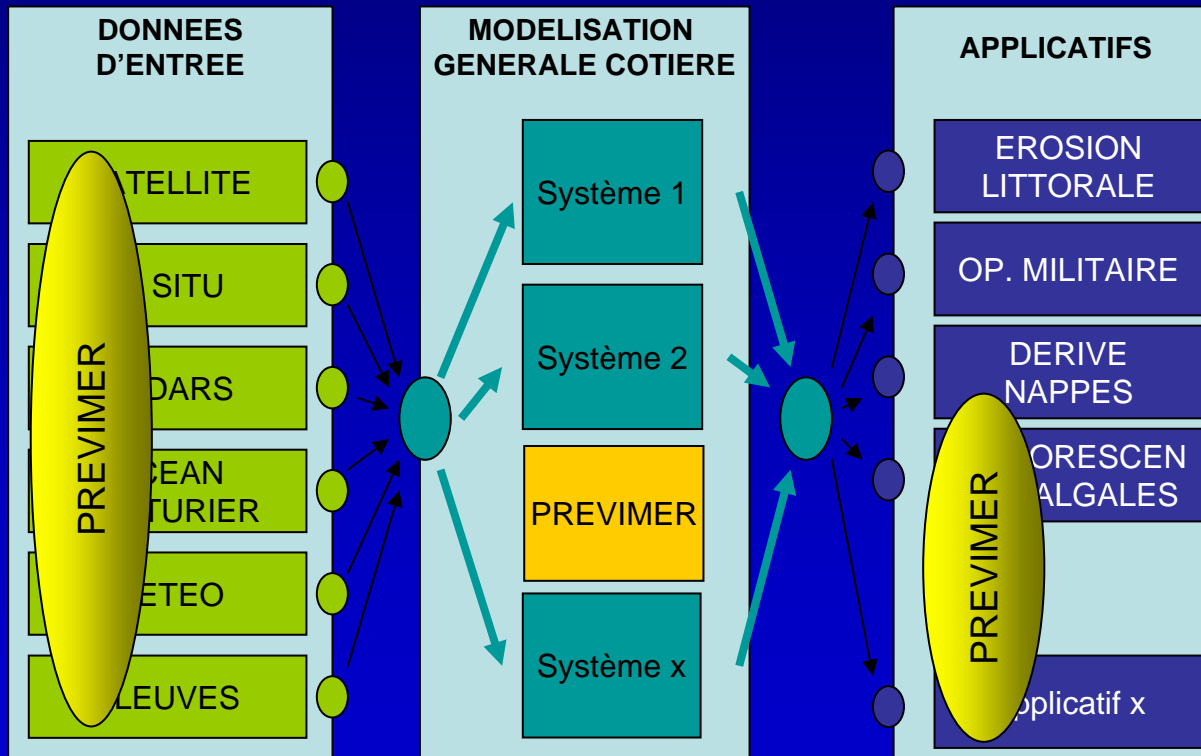 DONNEES
D'ENTREE
ATELLITE
SITU
DARS
CEAN
TURIER
ETEO
LEUVES
PREVIMER
MODELISATION
GENERALE COTIERE
Système 1
Système 2
PREVIMER
Système x
APPLICATIFS
EROSION
LITTORALE
OP. MILITAIRE
DERIVE
NAPPES
ORESCEN
ALGALES
pplicatif x
PREVIMER